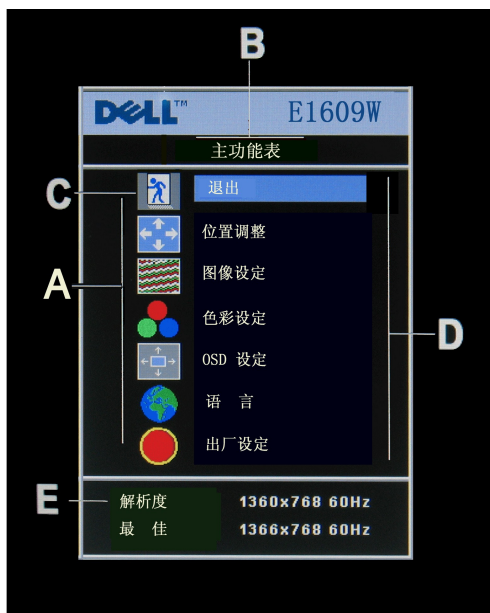 B
DELL™ E1609W
主功能表
C
退出
位置调整
A
图像设定
色彩设定
D
OSD 设定
语 言
出厂设定
E
解析度 1360x768 60Hz
最 佳 1366x768 60Hz